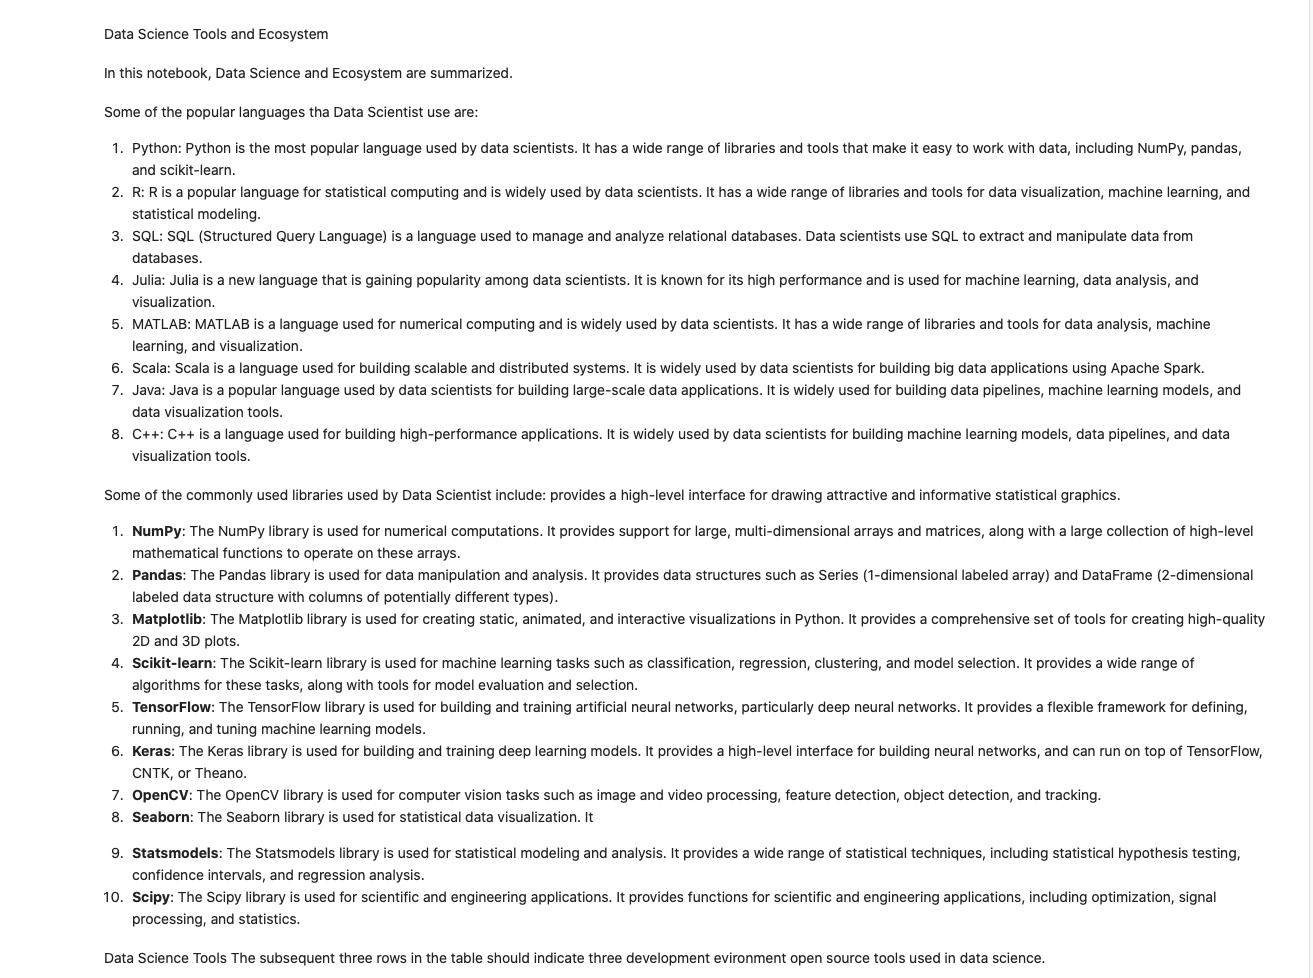 Data Science Tools and Ecosystem
In this notebook, Data Science and Ecosystem are summarized.
Some of the popular languages tha Data Scientist use are:
1. Python: Python is the most popular language used by data scientists. It has a wide range of libraries and tools that make it easy to work with data, including NumPy, pandas,
and scikit-learn.
2. R: R is a popular language for statistical computing and is widely used by data scientists. It has a wide range of libraries and tools for data visualization, machine learning, and
statistical modeling.
3. SQL: SQL (Structured Query Language) is a language used to manage and analyze relational databases. Data scientists use SQL to extract and manipulate data from
databases.
4. Julia: Julia is a new language that is gaining popularity among data scientists. It is known for its high performance and is used for machine learning, data analysis, and
visualization.
5. MATLAB: MATLAB is a language used for numerical computing and is widely used by data scientists. It has a wide range of libraries and tools for data analysis, machine
learning, and visualization.
6. Scala: Scala is a language used for building scalable and distributed systems. It is widely used by data scientists for building big data applications using Apache Spark.
7. Java: Java is a popular language used by data scientists for building large-scale data applications. It is widely used for building data pipelines, machine learning models, and
data visualization tools.
8. C++: C++ is a language used for building high-performance applications. It is widely used by data scientists for building machine learning models, data pipelines, and data
visualization tools.
Some of the commonly used libraries used by Data Scientist include: provides a high-level interface for drawing attractive and informative statistical graphics.
1. NumPy: The NumPy library is used for numerical computations. It provides support for large, multi-dimensional arrays and matrices, along with a large collection of high-level
mathematical functions to operate on these arrays.
2. Pandas: The Pandas library is used for data manipulation and analysis. It provides data structures such as Series (1-dimensional labeled array) and DataFrame (2-dimensional
labeled data structure with columns of potentially different types).
3. Matplotlib: The Matplotlib library is used for creating static, animated, and interactive visualizations in Python. It provides a comprehensive set of tools for creating high-quality
2D and 3D plots.
4. Scikit-learn: The Scikit-learn library is used for machine learning tasks such as classification, regression, clustering, and model selection. It provides a wide range of
algorithms for these tasks, along with tools for model evaluation and selection.
5. TensorFlow: The TensorFlow library is used for building and training artificial neural networks, particularly deep neural networks. It provides a flexible framework for defining,
running, and tuning machine learning models.
6. Keras: The Keras library is used for building and training deep learning models. It provides a high-level interface for building neural networks, and can run on top of TensorFlow,
CNTK, or Theano.
7. OpenCV: The OpenCV library is used for computer vision tasks such as image and video processing, feature detection, object detection, and tracking.
8. Seaborn: The Seaborn library is used for statistical data visualization. It
9. Statsmodels: The Statsmodels library is used for statistical modeling and analysis. It provides a wide range of statistical techniques, including statistical hypothesis testing,
confidence intervals, and regression analysis.
10. Scipy: The Scipy library is used for scientific and engineering applications. It provides functions for scientific and engineering applications, including optimization, signal
processing, and statistics.
Data Science Tools The subsequent three rows in the table should indicate three development evironment open source tools used in data science.